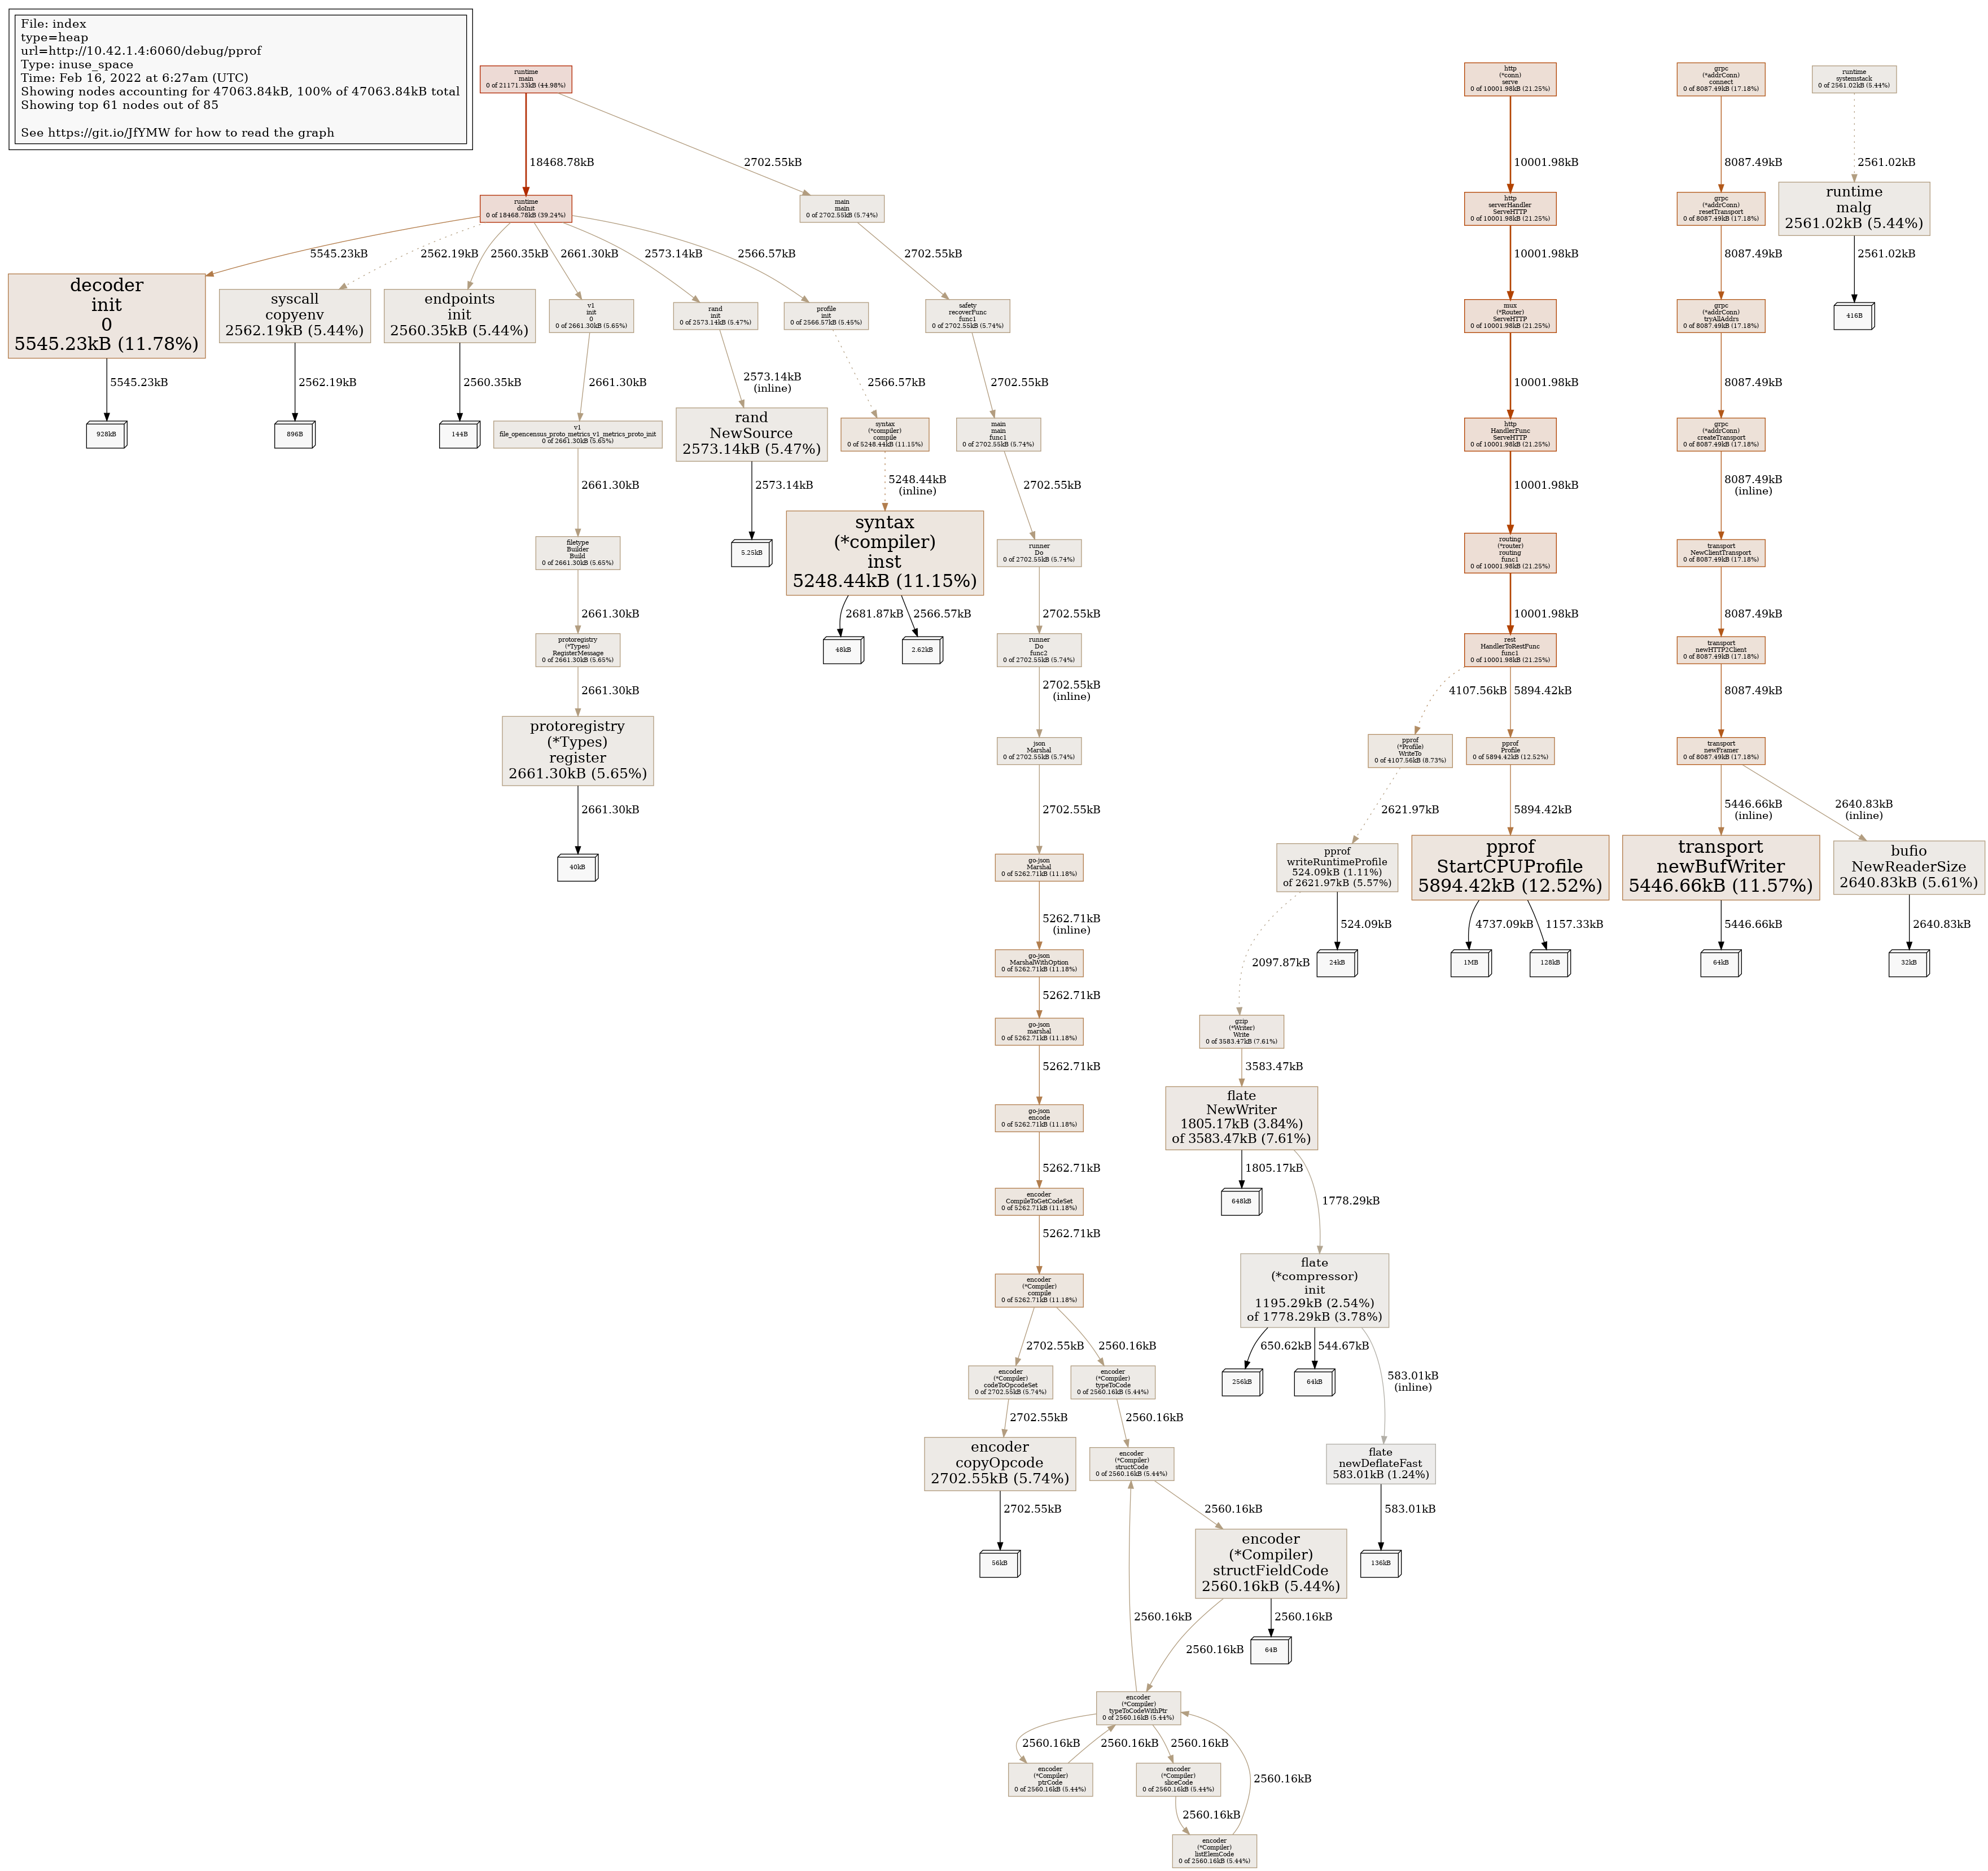 File: index
type=heap
url=http://10.42.1.4:6060/debug/pprof
Type: inuse_space
Time: Feb 16, 2022 at 6:27am (UTC)
Showing nodes accounting for 47063.84kB, 100% of 47063.84kB total
Showing top 61 nodes out of 85
See https://git.io/JfYMW for how to read the graph
runtime
main
0 of 21171.33kB (44.98%)
18468.78kB
2702.55kB
runtime
doInit
0 of 18468.78kB (39.24%)
main
main
0 of 2702.55kB (5.74%)
5545.23kB
2562.19kB
2560.35kB
2661.30kB
2573.14kB
2566.57kB
2702.55kB
decoder
init
0
5545.23kB (11.78%)
5545.23kB
928kB
syscall
copyenv
2562.19kB (5.44%)
2562.19kB
896B
endpoints
init
2560.35kB (5.44%)
2560.35kB
144B
v1
init
0
0 of 2661.30kB (5.65%)
2661.30kB
v1
file_opencensus_proto_metrics_v1_metrics_proto_init
0 of 2661.30kB (5.65%)
2661.30kB
filetype
Builder
Build
0 of 2661.30kB (5.65%)
2661.30kB
protoregistry
(*Types)
RegisterMessage
0 of 2661.30kB (5.65%)
2661.30kB
protoregistry
(*Types)
register
2661.30kB (5.65%)
2661.30kB
40kB
rand
init
0 of 2573.14kB (5.47%)
2573.14kB
(inline)
rand
NewSource
2573.14kB (5.47%)
2573.14kB
5.25kB
profile
init
0 of 2566.57kB (5.45%)
2566.57kB
syntax
(*compiler)
compile
0 of 5248.44kB (11.15%)
5248.44kB
(inline)
syntax
(*compiler)
inst
5248.44kB (11.15%)
2681.87kB
2566.57kB
48kB
2.62kB
safety
recoverFunc
func1
0 of 2702.55kB (5.74%)
2702.55kB
main
main
func1
0 of 2702.55kB (5.74%)
2702.55kB
runner
Do
0 of 2702.55kB (5.74%)
2702.55kB
runner
Do
func2
0 of 2702.55kB (5.74%)
2702.55kB
(inline)
json
Marshal
0 of 2702.55kB (5.74%)
2702.55kB
go-json
Marshal
0 of 5262.71kB (11.18%)
5262.71kB
(inline)
go-json
MarshalWithOption
0 of 5262.71kB (11.18%)
5262.71kB
go-json
marshal
0 of 5262.71kB (11.18%)
5262.71kB
go-json
encode
0 of 5262.71kB (11.18%)
5262.71kB
encoder
CompileToGetCodeSet
0 of 5262.71kB (11.18%)
5262.71kB
encoder
(*Compiler)
compile
0 of 5262.71kB (11.18%)
2702.55kB
2560.16kB
encoder
(*Compiler)
codeToOpcodeSet
0 of 2702.55kB (5.74%)
2702.55kB
encoder
copyOpcode
2702.55kB (5.74%)
2702.55kB
56kB
encoder
(*Compiler)
typeToCode
0 of 2560.16kB (5.44%)
2560.16kB
encoder
(*Compiler)
structCode
0 of 2560.16kB (5.44%)
2560.16kB
encoder
(*Compiler)
structFieldCode
2560.16kB (5.44%)
2560.16kB
64B
2560.16kB
2560.16kB
encoder
(*Compiler)
typeToCodeWithPtr
0 of 2560.16kB (5.44%)
2560.16kB
2560.16kB
2560.16kB
2560.16kB
encoder
(*Compiler)
ptrCode
0 of 2560.16kB (5.44%)
encoder
(*Compiler)
sliceCode
0 of 2560.16kB (5.44%)
2560.16kB
encoder
(*Compiler)
listElemCode
0 of 2560.16kB (5.44%)
http
(*conn)
serve
0 of 10001.98kB (21.25%)
10001.98kB
http
serverHandler
ServeHTTP
0 of 10001.98kB (21.25%)
10001.98kB
mux
(*Router)
ServeHTTP
0 of 10001.98kB (21.25%)
10001.98kB
http
HandlerFunc
ServeHTTP
0 of 10001.98kB (21.25%)
10001.98kB
routing
(*router)
routing
func1
0 of 10001.98kB (21.25%)
10001.98kB
rest
HandlerToRestFunc
func1
0 of 10001.98kB (21.25%)
4107.56kB
5894.42kB
pprof
(*Profile)
WriteTo
0 of 4107.56kB (8.73%)
2621.97kB
pprof
writeRuntimeProfile
524.09kB (1.11%)
of 2621.97kB (5.57%)
524.09kB
24kB
2097.87kB
gzip
(*Writer)
Write
0 of 3583.47kB (7.61%)
3583.47kB
flate
NewWriter
1805.17kB (3.84%)
of 3583.47kB (7.61%)
1805.17kB
648kB
1778.29kB
flate
(*compressor)
init
1195.29kB (2.54%)
of 1778.29kB (3.78%)
650.62kB
544.67kB
256kB
64kB
583.01kB
(inline)
flate
newDeflateFast
583.01kB (1.24%)
583.01kB
136kB
pprof
Profile
0 of 5894.42kB (12.52%)
5894.42kB
pprof
StartCPUProfile
5894.42kB (12.52%)
4737.09kB
1157.33kB
1MB
128kB
grpc
(*addrConn)
connect
0 of 8087.49kB (17.18%)
8087.49kB
grpc
(*addrConn)
resetTransport
0 of 8087.49kB (17.18%)
8087.49kB
grpc
(*addrConn)
tryAllAddrs
0 of 8087.49kB (17.18%)
8087.49kB
grpc
(*addrConn)
createTransport
0 of 8087.49kB (17.18%)
8087.49kB
(inline)
transport
NewClientTransport
0 of 8087.49kB (17.18%)
8087.49kB
transport
newHTTP2Client
0 of 8087.49kB (17.18%)
8087.49kB
transport
newFramer
0 of 8087.49kB (17.18%)
5446.66kB
(inline)
2640.83kB
(inline)
transport
newBufWriter
5446.66kB (11.57%)
5446.66kB
64kB
bufio
NewReaderSize
2640.83kB (5.61%)
2640.83kB
32kB
runtime
systemstack
0 of 2561.02kB (5.44%)
2561.02kB
runtime
malg
2561.02kB (5.44%)
2561.02kB
416B